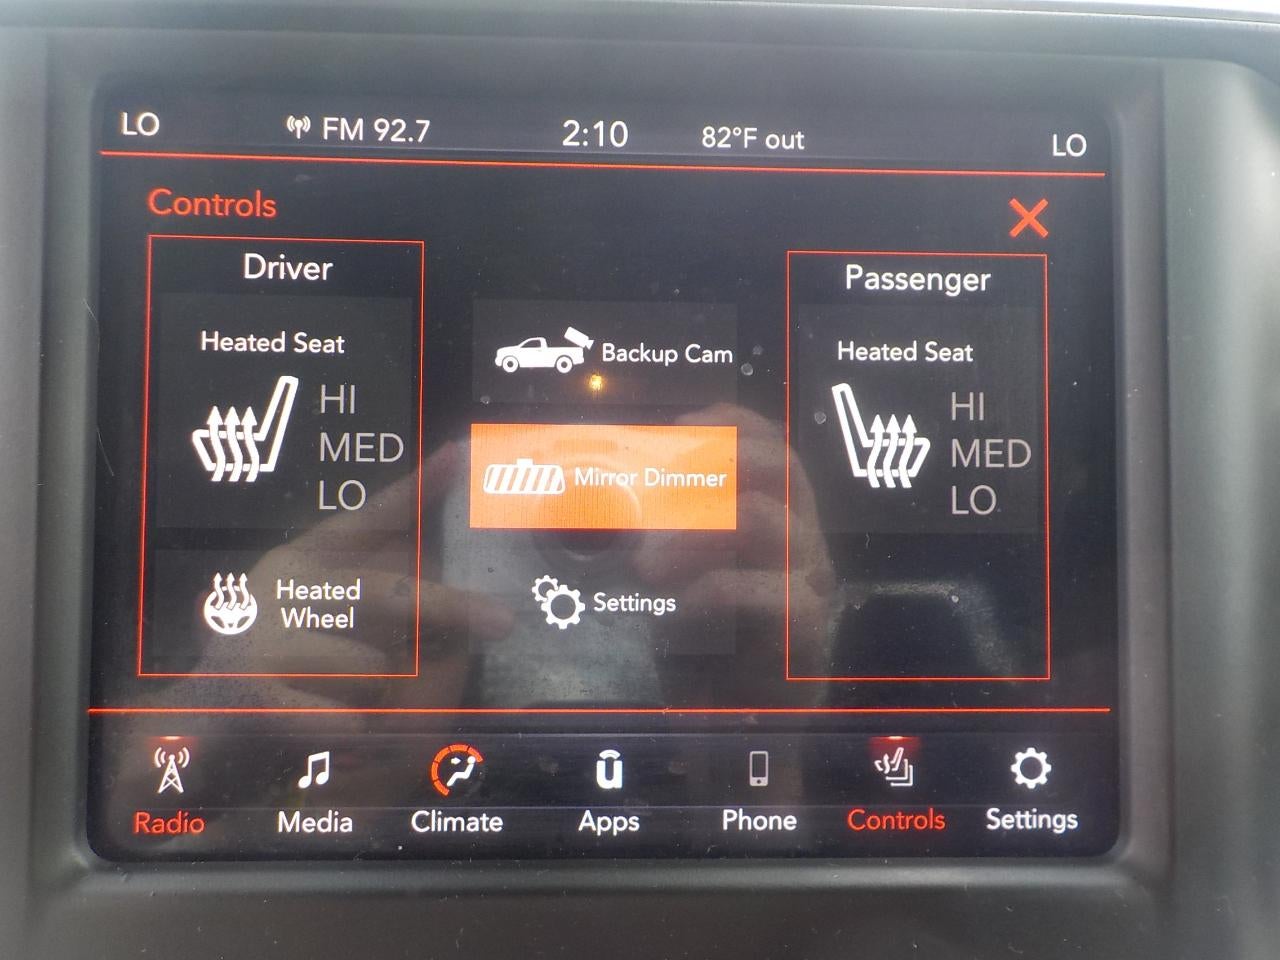 LO
FM 92.7
2:10
82°F out
LO
Controls
Driver
Heated Seat
HI
MED
LO
Heated
Wheel
Backup Cam
Mirror Dimmer
Settings
Passenger
Heated Seat
HI
MED
LO
Radio
Media
Climate
Apps
Phone
Controls
Settings